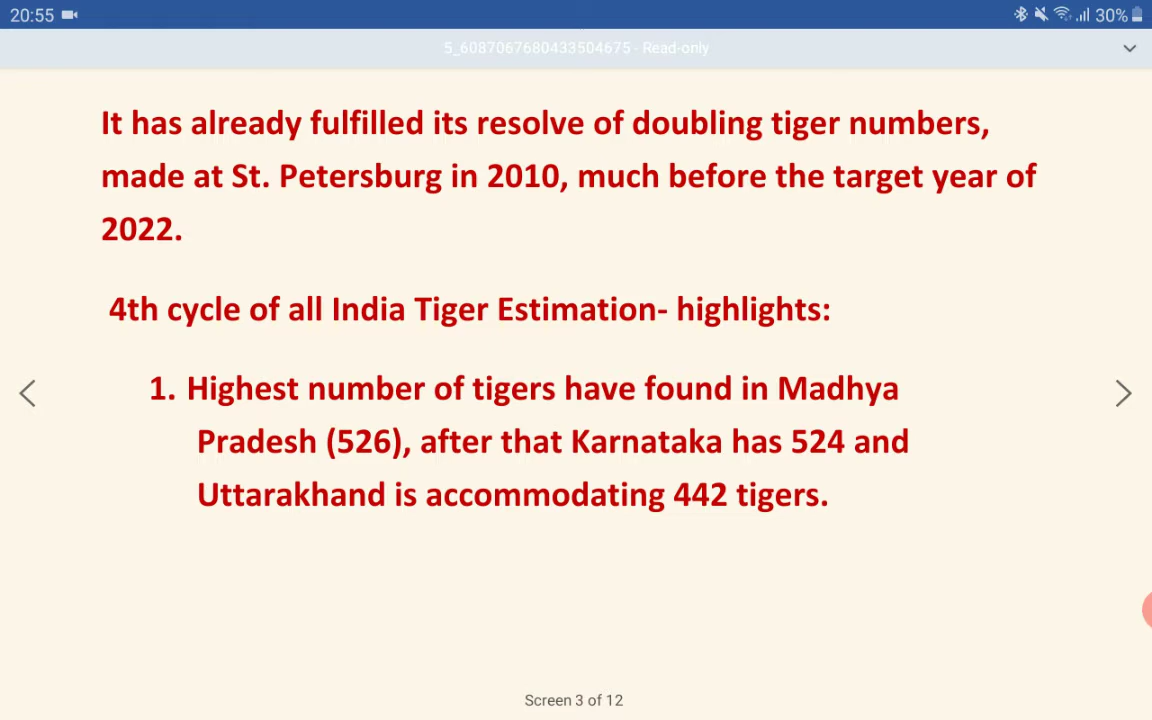 20:55
30%
5_6087067680433504675 - Read-only
It has already fulfilled its resolve of doubling tiger numbers,
made at St. Petersburg in 2010, much before the target year of
2022.
4th cycle of all India Tiger Estimation- highlights:
1. Highest number of tigers have found in Madhya
Pradesh (526), after that Karnataka has 524 and
Uttarakhand is accommodating 442 tigers.
Screen 3 of 12